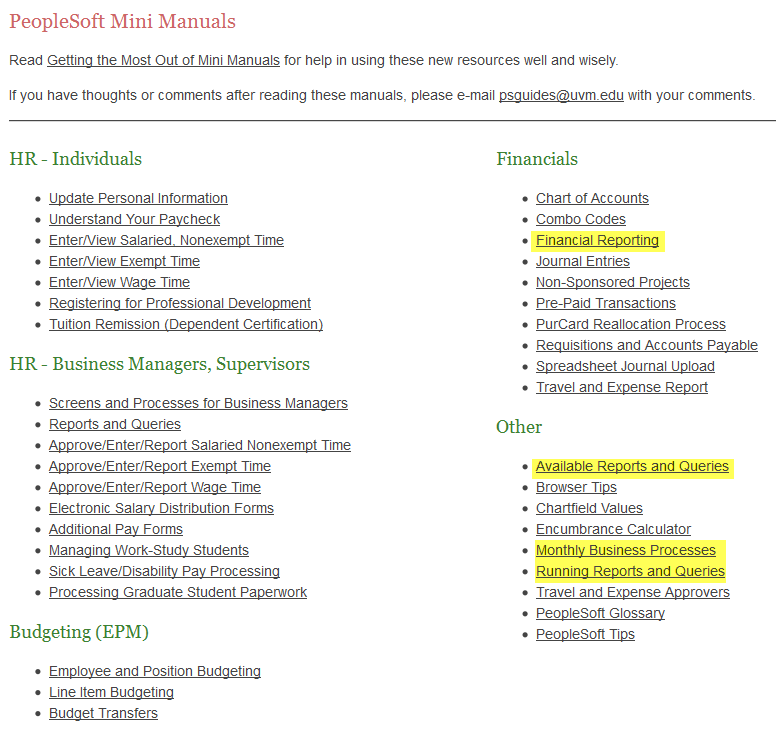 PeopleSoft Mini Manuals
Read Getting the Most Out of Mini Manuals for help in using these new resources well and wisely.
If you have thoughts or comments after reading these manuals, please e-mail psguides@uvm.edu with your comments.
HR - Individuals
Update Personal Information
Understand Your Paycheck
Enter/View Salaried, Nonexempt Time
Enter/View Exempt Time
Enter/View Wage Time
Registering for Professional Development
Tuition Remission (Dependent Certification)
HR - Business Managers, Supervisors
Screens and Processes for Business Managers
Reports and Queries
Approve/Enter/Report Salaried Nonexempt Time
Approve/Enter/Report Exempt Time
Approve/Enter/Report Wage Time
Electronic Salary Distribution Forms
Additional Pay Forms
Managing Work-Study Students
Sick Leave/Disability Pay Processing
Processing Graduate Student Paperwork
Budgeting (EPM)
Employee and Position Budgeting
Line Item Budgeting
Budget Transfers
Financials
Chart of Accounts
Combo Codes
Financial Reporting
Journal Entries
Non-Sponsored Projects
Pre-Paid Transactions
PurCard Reallocation Process
Requisitions and Accounts Payable
Spreadsheet Journal Upload
Travel and Expense Report
Other
Available Reports and Queries
Browser Tips
Chartfield Values
Encumbrance Calculator
Monthly Business Processes
Running Reports and Queries
Travel and Expense Approvers
PeopleSoft Glossary
PeopleSoft Tips